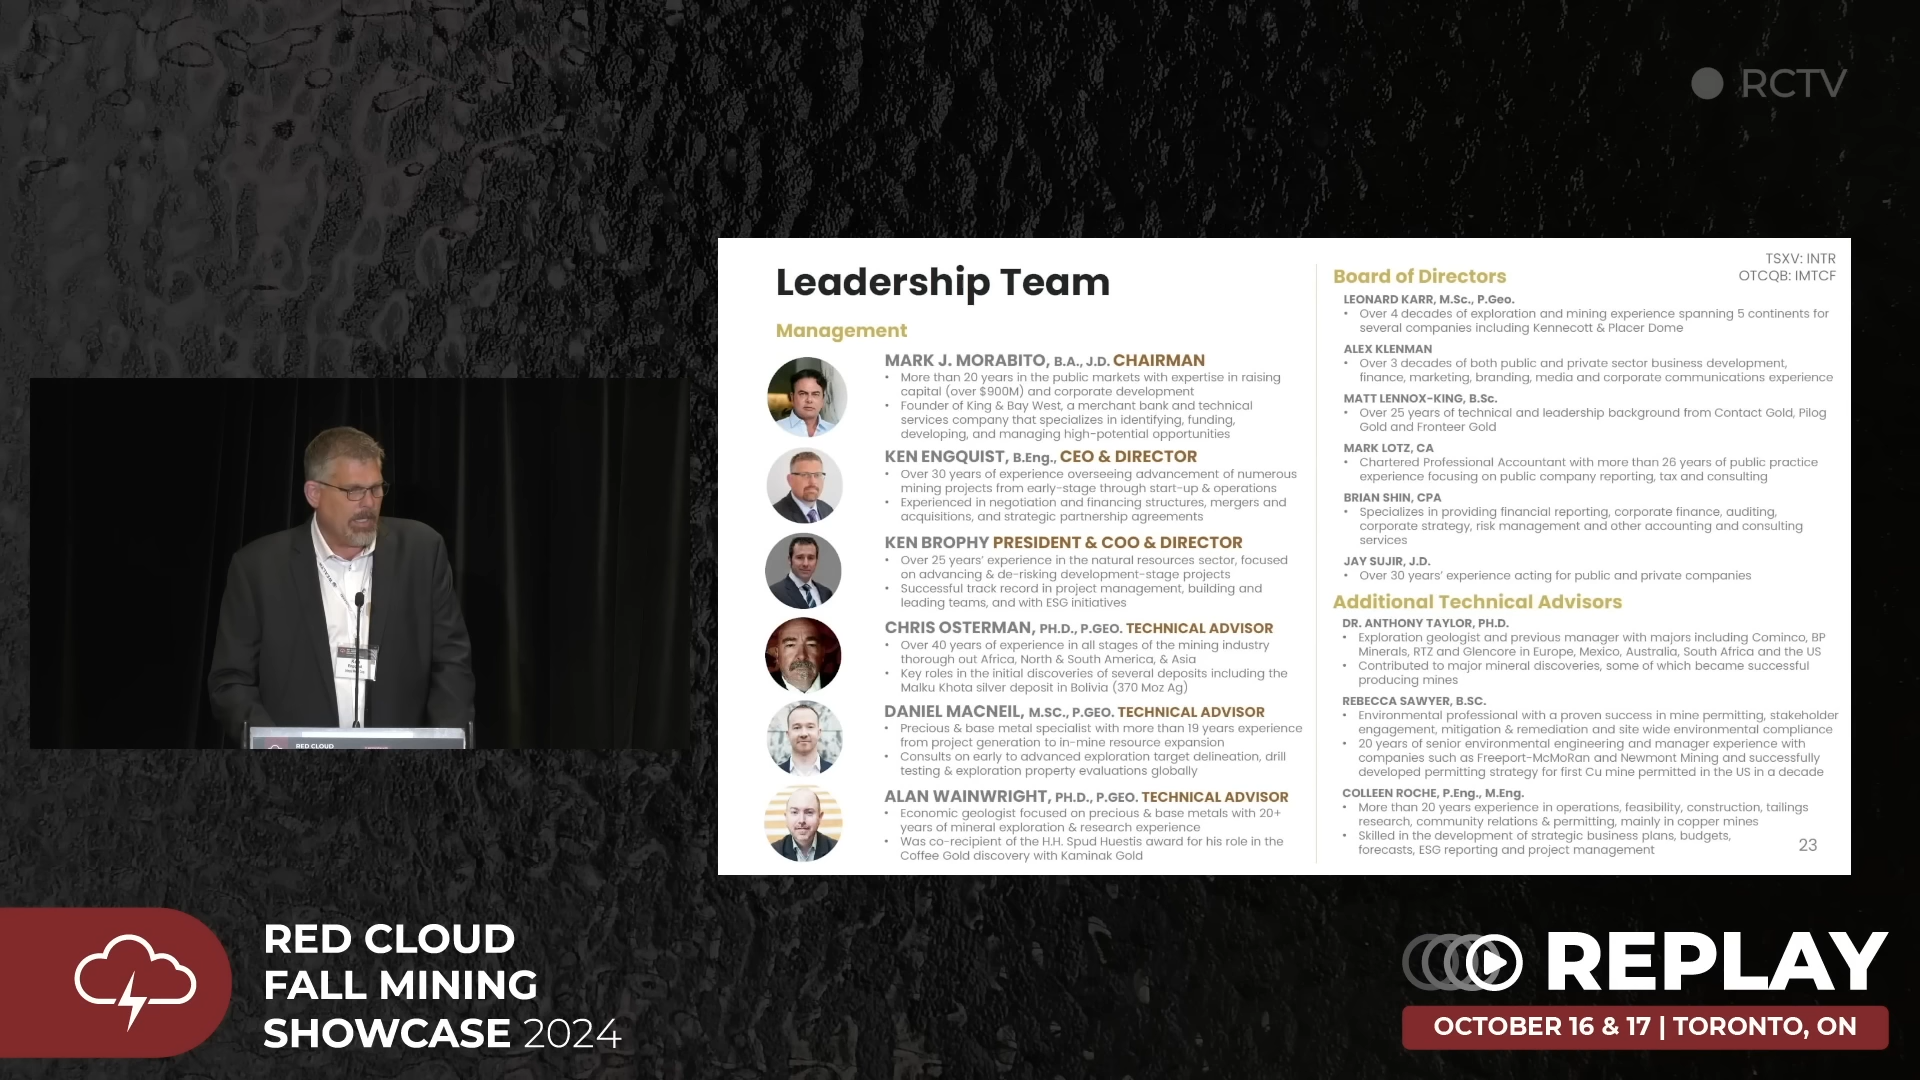 RCTV
TSXV: INTR
OTCQB: IMTCF
Leadership Team
Management
MARK J. MORABITO, B.A., J.D. CHAIRMAN
• More than 20 years in the public markets with expertise in raising
capital (over $900M) and corporate development
• Founder of King & Bay West, a merchant bank and technical
services company that specializes in identifying, funding,
developing, and managing high-potential opportunities
KEN ENGQUIST, B.Eng., CEO & DIRECTOR
• Over 30 years of experience overseeing advancement of numerous
mining projects from early-stage through start-up & operations
• Experienced in negotiation and financing structures, mergers and
acquisitions, and strategic partnership agreements
KEN BROPHY PRESIDENT & COO & DIRECTOR
• Over 25 years' experience in the natural resources sector, focused
on advancing & de-risking development-stage projects
• Successful track record in project management, building and
leading teams, and with ESG initiatives
CHRIS OSTERMAN, PH.D., P.GEO. TECHNICAL ADVISOR
• Over 40 years of experience in all stages of the mining industry
thorough out Africa, North & South America, & Asia
• Key roles in the initial discoveries of several deposits including the
Malku Khota silver deposit in Bolivia (370 Moz Ag)
DANIEL MACNEIL, M.SC., P.GEO. TECHNICAL ADVISOR
• Precious & base metal specialist with more than 19 years experience
from project generation to in-mine resource expansion
• Consults on early to advanced exploration target delineation, drill
testing & exploration property evaluations globally
ALAN WAINWRIGHT, PH.D., P.GEO. TECHNICAL ADVISOR
• Economic geologist focused on precious & base metals with 20+
years of mineral exploration & research experience
• Was co-recipient of the H.H. Spud Huestis award for his role in the
Coffee Gold discovery with Kaminak Gold
Board of Directors
LEONARD KARR, M.Sc., P.Geo.
• Over 4 decades of exploration and mining experience spanning 5 continents for
several companies including Kennecott & Placer Dome
ALEX KLENMAN
• Over 3 decades of both public and private sector business development,
finance, marketing, branding, media and corporate communications experience
MATT LENNOX-KING, B.Sc.
• Over 25 years of technical and leadership background from Contact Gold, Pilog
Gold and Fronteer Gold
MARK LOTZ, CA
• Chartered Professional Accountant with more than 26 years of public practice
experience focusing on public company reporting, tax and consulting
BRIAN SHIN, CPA
• Specializes in providing financial reporting, corporate finance, auditing,
corporate strategy, risk management and other accounting and consulting
services
JAY SUJIR, J.D.
• Over 30 years' experience acting for public and private companies
Additional Technical Advisors
DR. ANTHONY TAYLOR, PH.D.
• Exploration geologist and previous manager with majors including Cominco, BP
Minerals, RTZ and Glencore in Europe, Mexico, Australia, South Africa and the US
• Contributed to major mineral discoveries, some of which became successful
producing mines
REBECCA SAWYER, B.SC.
• Environmental professional with a proven success in mine permitting, stakeholder
engagement, mitigation & remediation and site wide environmental compliance
• 20 years of senior environmental engineering and manager experience with
companies such as Freeport-McMoRan and Newmont Mining and successfully
developed permitting strategy for first Cu mine permitted in the US in a decade
COLLEEN ROCHE, P.Eng., M.Eng.
• More than 20 years experience in operations, feasibility, construction, tailings
research, community relations & permitting, mainly in copper mines
• Skilled in the development of strategic business plans, budgets,
forecasts, ESG reporting and project management
23
RED CLOUD
RED CLOUD
FALL MINING
SHOWCASE 2024
REPLAY
OCTOBER 16 & 17 | TORONTO, ON